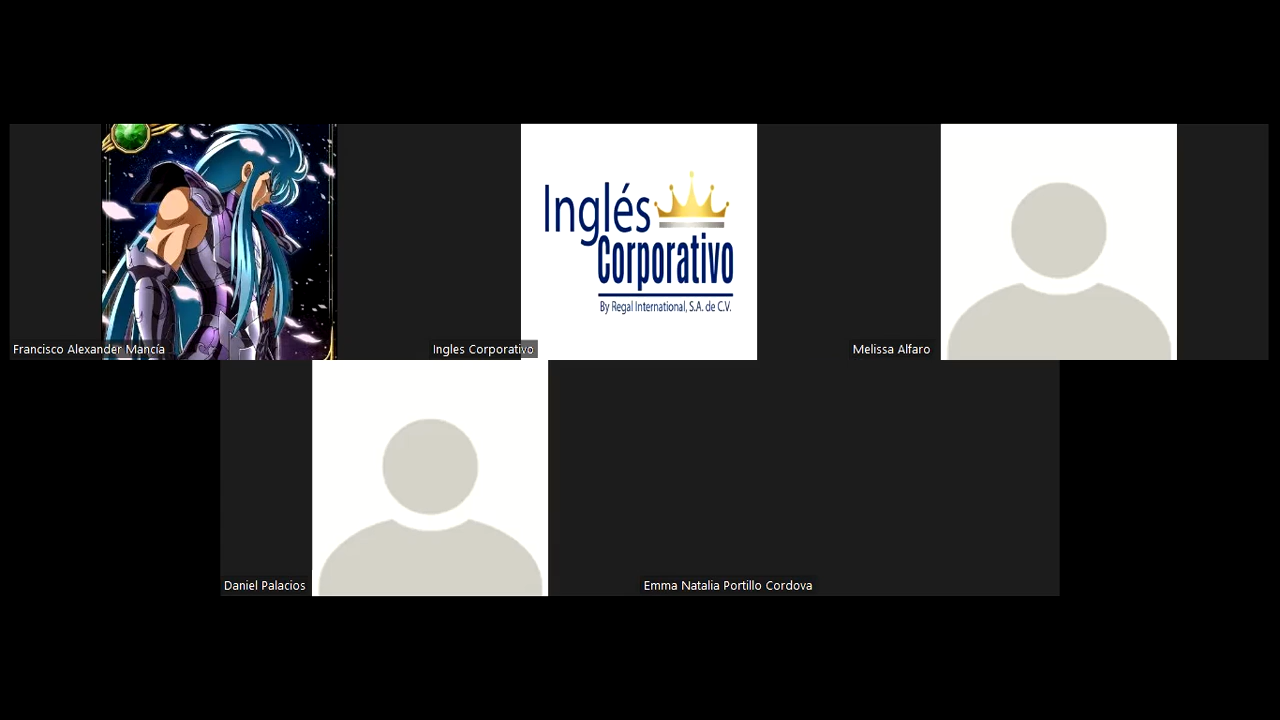 Inglés
Corporativo
By Regal International, S.A. de C.V.
Francisco Alexander Mancía
Ingles Corporativo
Melissa Alfaro
Daniel Palacios
Emma Natalia Portillo Cordova